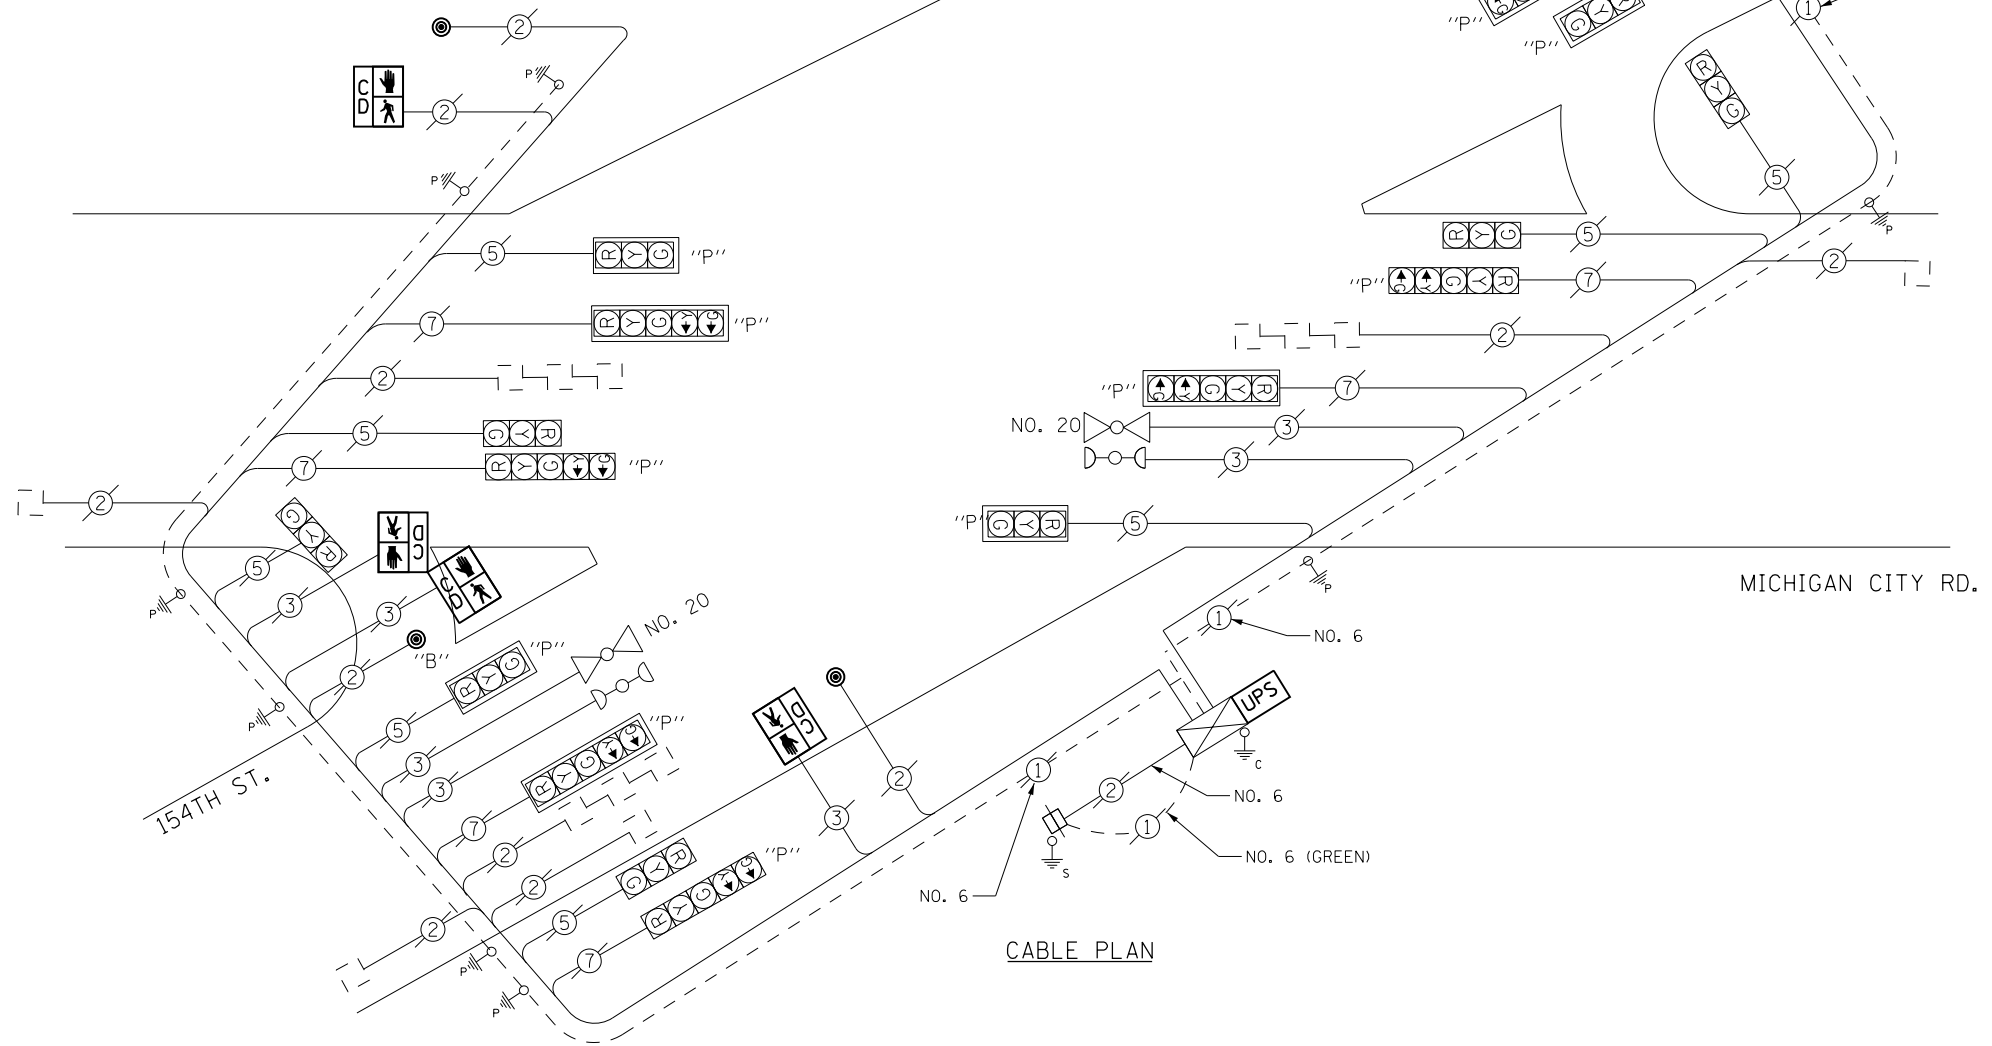 2
P
C D
2
P
5
R Y G "P"
7
R Y G Y G "P"
2
5
G Y R
7
R Y G Y G "P"
2
G Y R
5
C D
3
C D
3
P
"B"
2
P
R Y G "P"
5
NO. 20
3
3
R Y G Y G "P"
7
2
2
R Y G
5
R Y G Y G "P"
7
2
P
P
154TH ST.
C D
3
2
1
NO. 6
1
NO. 6
UPS
C
2
NO. 6
1
NO. 6 (GREEN)
S
CABLE PLAN
"P"
G
"P"
G Y Y
1
R Y G
5
P
R Y G
5
"P" G Y G Y R
7
2
2
"P" G Y G Y R
7
NO. 20
3
3
"P" G Y R
5
P
MICHIGAN CITY RD.